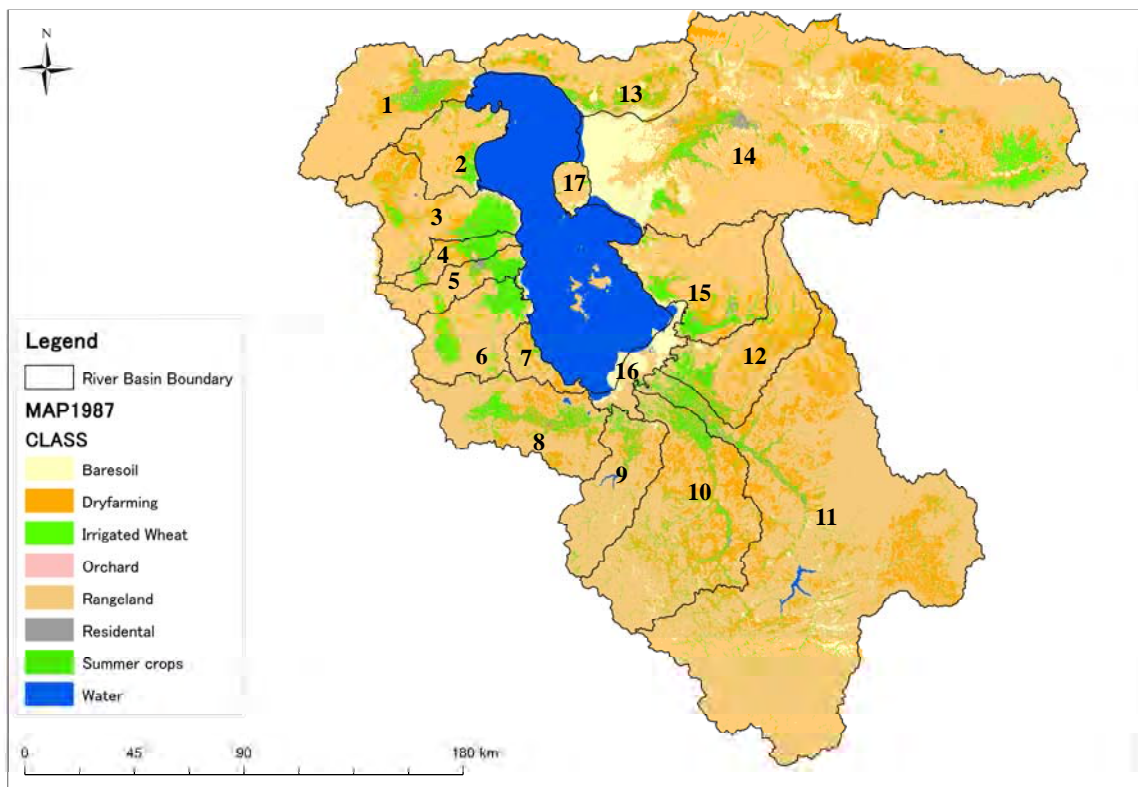 N
1
13
2
14
17
3
4
5
15
6
7
12
16
8
9
10
11
Legend
River Basin Boundary
MAP1987
CLASS
Baresoil
Dryfarming
Irrigated Wheat
Orchard
Rangeland
Residental
Summer crops
Water
0 45 90 180 km